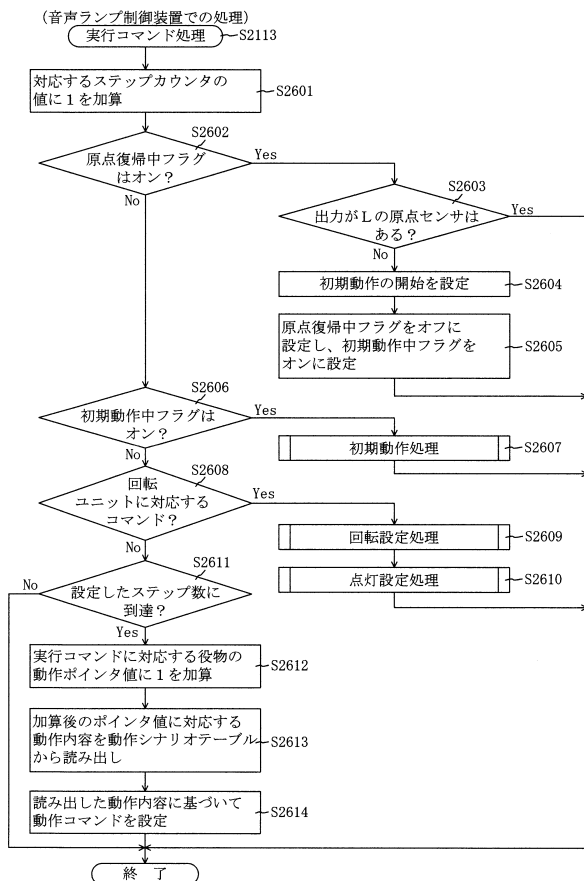 (音声ランプ制御装置での処理)
実行コマンド処理
S2113
対応するステップカウンタの
値に1を加算
S2601
S2602
原点復帰中フラグ
はオン?
Yes
No
S2603
出力がLの原点センサは
ある?
Yes
No
初期動作の開始を設定
S2604
原点復帰中フラグをオフに
設定し、初期動作中フラグを
オンに設定
S2605
S2606
初期動作中フラグは
オン?
Yes
No
初期動作処理
S2607
S2608
回転
ユニットに対応する
コマンド?
Yes
No
回転設定処理
S2609
点灯設定処理
S2610
S2611
設定したステップ数に
到達?
No
Yes
実行コマンドに対応する役物の
動作ポインタ値に1を加算
S2612
加算後のポインタ値に対応する
動作内容を動作シナリオテーブル
から読み出し
S2613
読み出した動作内容に基づいて
動作コマンドを設定
S2614
終 了